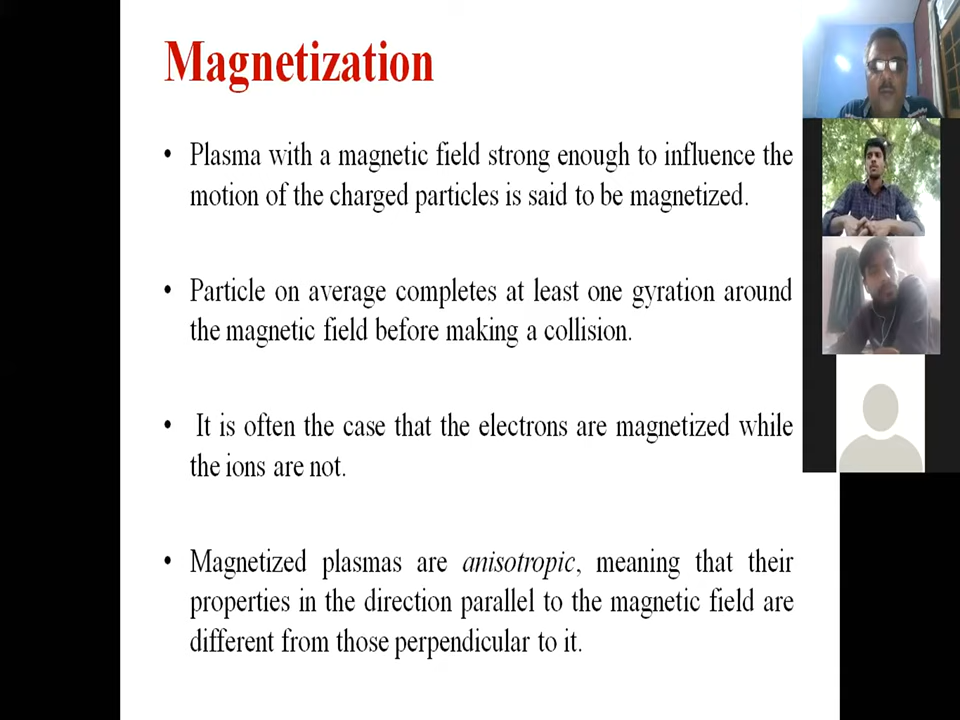 Magnetization
• Plasma with a magnetic field strong enough to influence the
motion of the charged particles is said to be magnetized.
• Particle on average completes at least one gyration around
the magnetic field before making a collision.
• It is often the case that the electrons are magnetized while
the ions are not.
• Magnetized plasmas are anisotropic, meaning that their
properties in the direction parallel to the magnetic field are
different from those perpendicular to it.